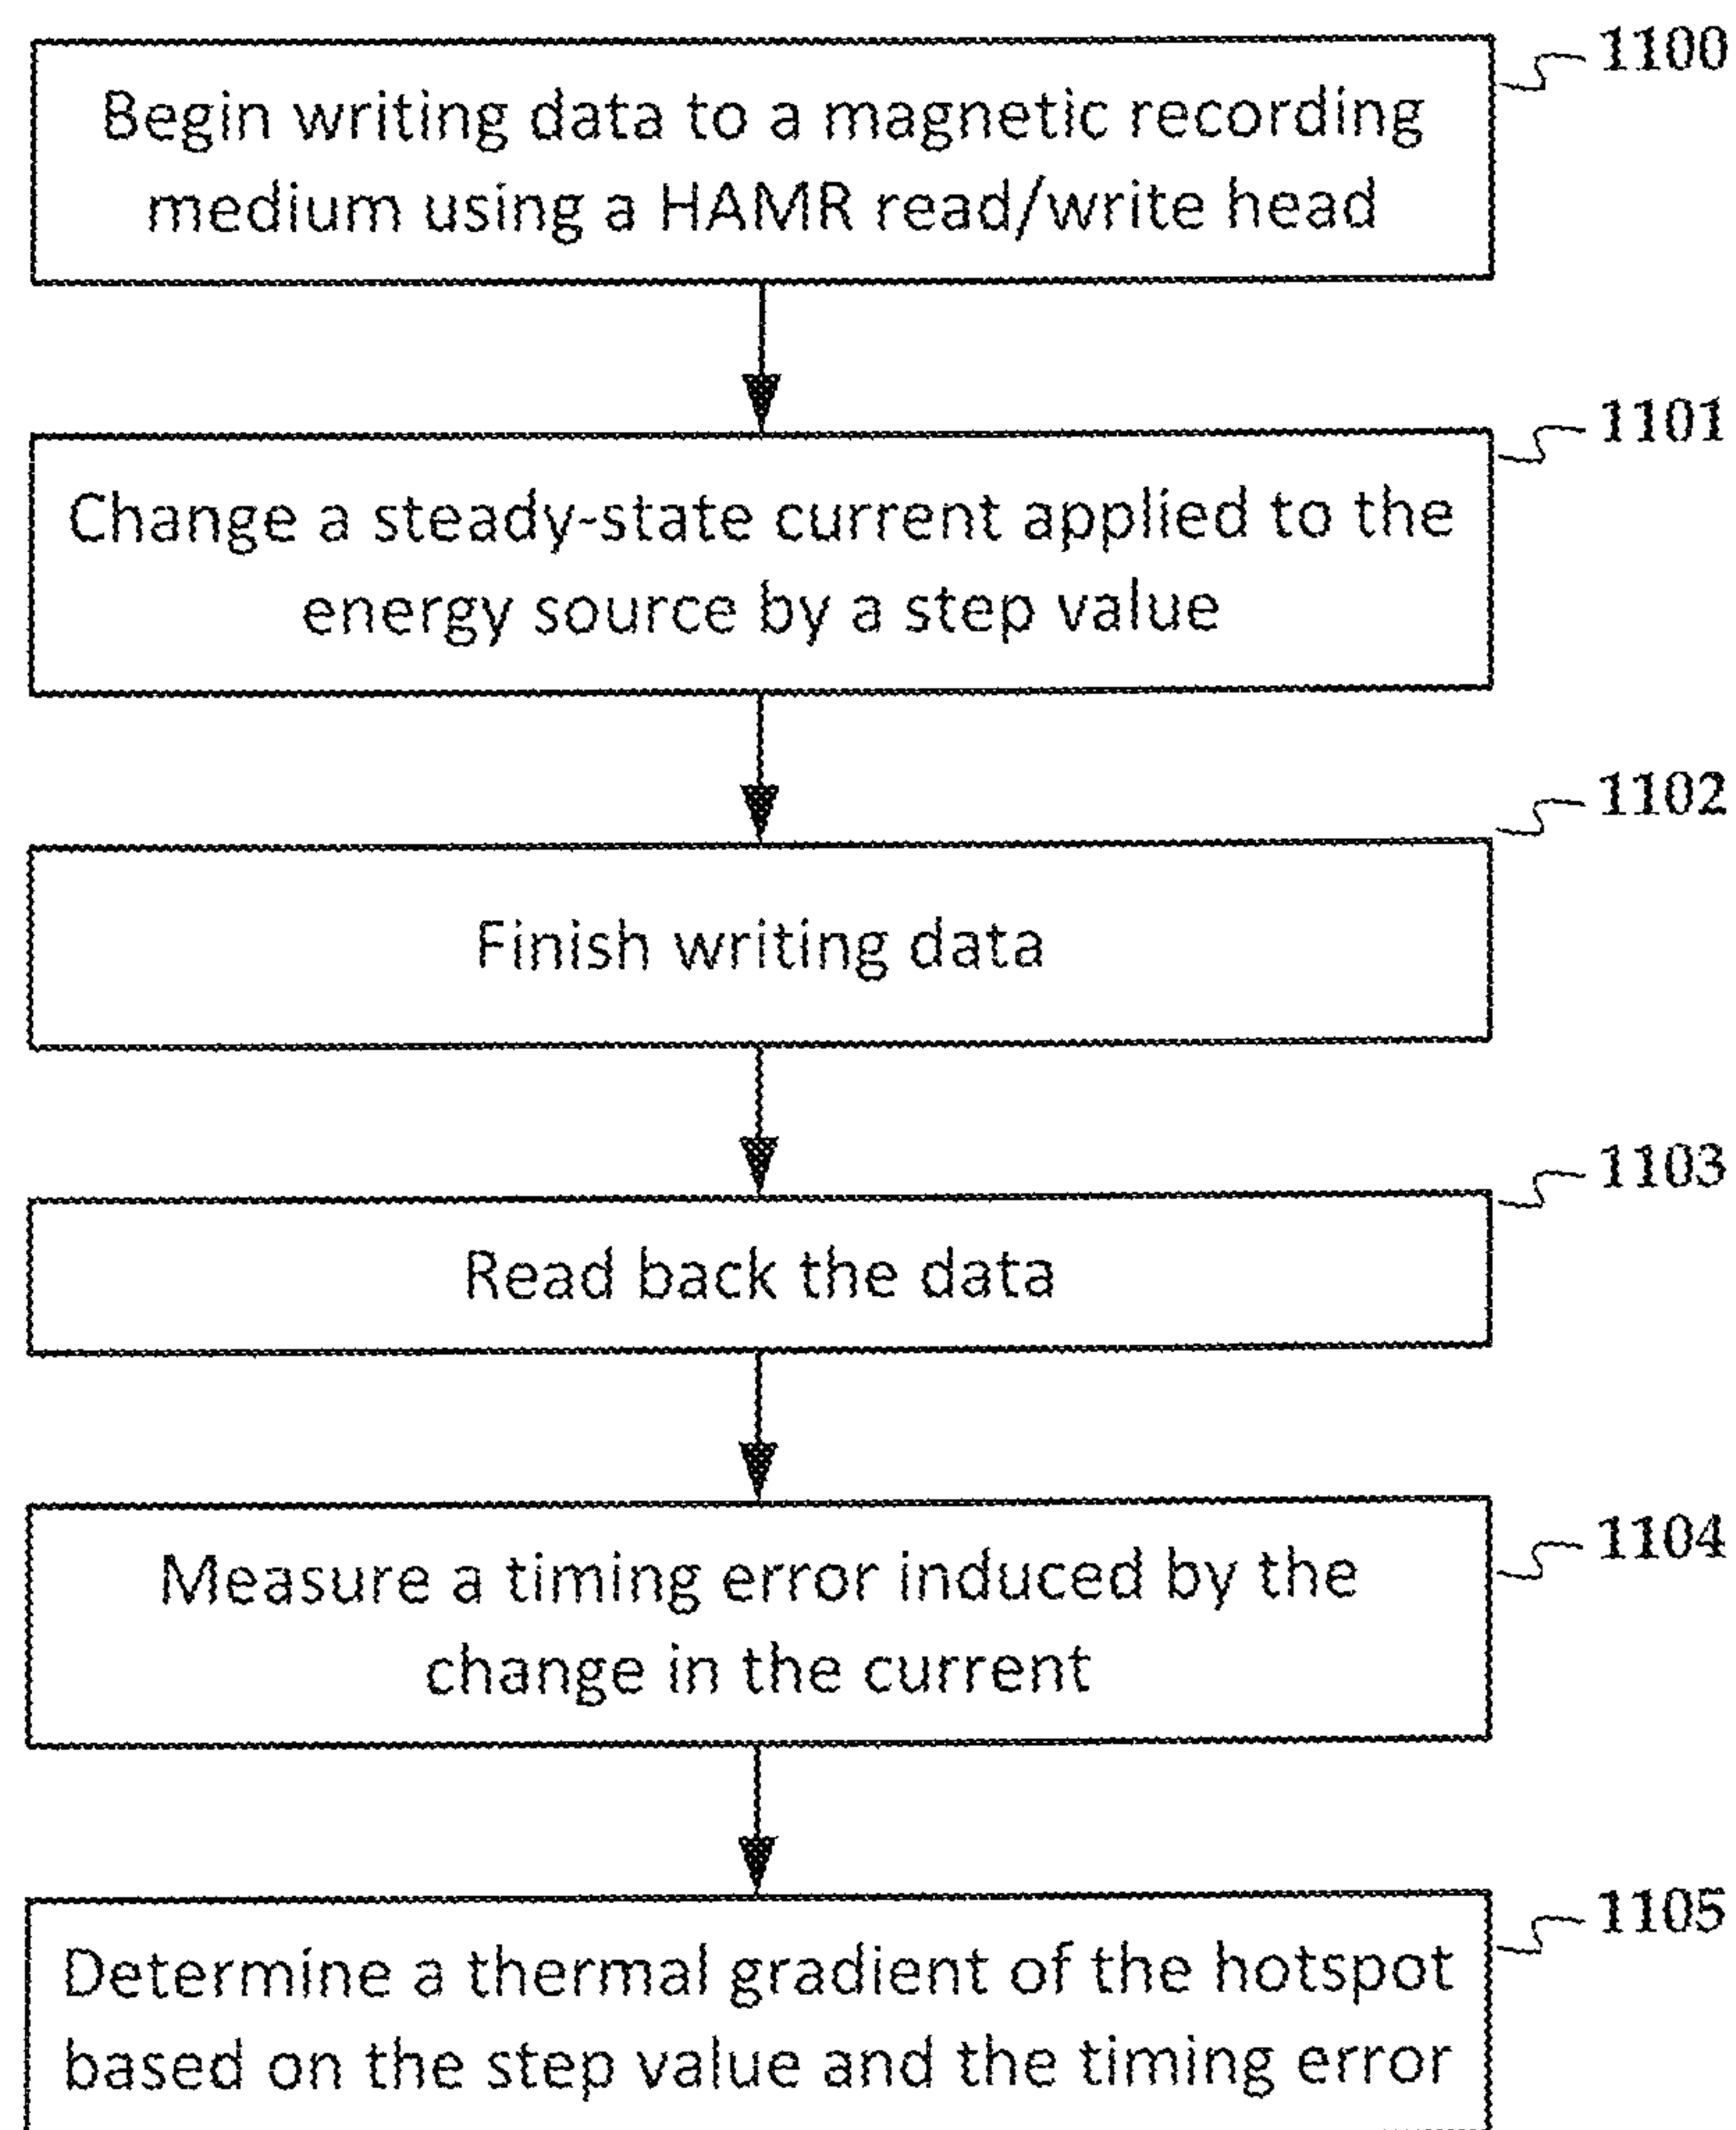 1100
Begin writing data to a magnetic recording
medium using a HAMR read/write head
1101
Change a steady-state current applied to the
energy source by a step value
1102
Finish writing data
1103
Read back the data
1104
Measure a timing error induced by the
change in the current
1105
Determine a thermal gradient of the hotspot
based on the step value and the timing error